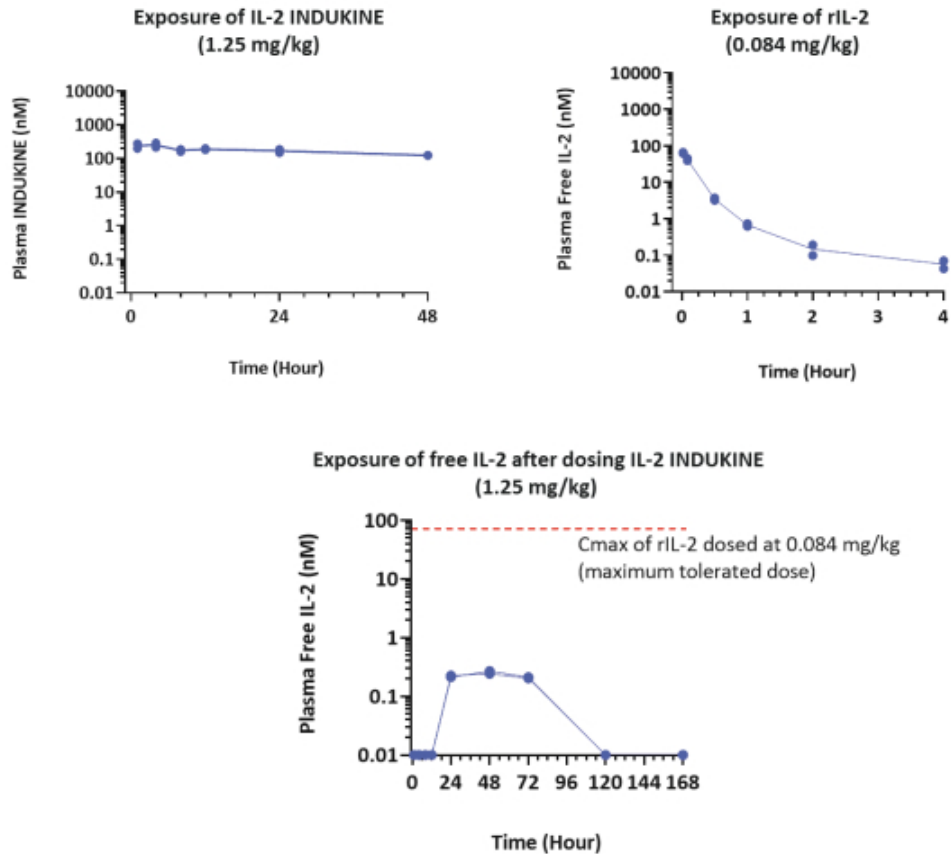 Exposure of IL-2 INDUKINE
(1.25 mg/kg)
Plasma INDUKINE (nM)
10000
1000
100
10
1
0.1
0.01
0
24
48
Time (Hour)
Exposure of rIL-2
(0.084 mg/kg)
Plasma Free IL-2 (nM)
10000
1000
100
10
1
0.1
0.01
0
1
2
3
4
Time (Hour)
Exposure of free IL-2 after dosing IL-2 INDUKINE
(1.25 mg/kg)
Plasma Free IL-2 (nM)
100
10
1
0.1
0.01
Cmax of rIL-2 dosed at 0.084 mg/kg
(maximum tolerated dose)
0 24 48 72 96 120 144 168
Time (Hour)